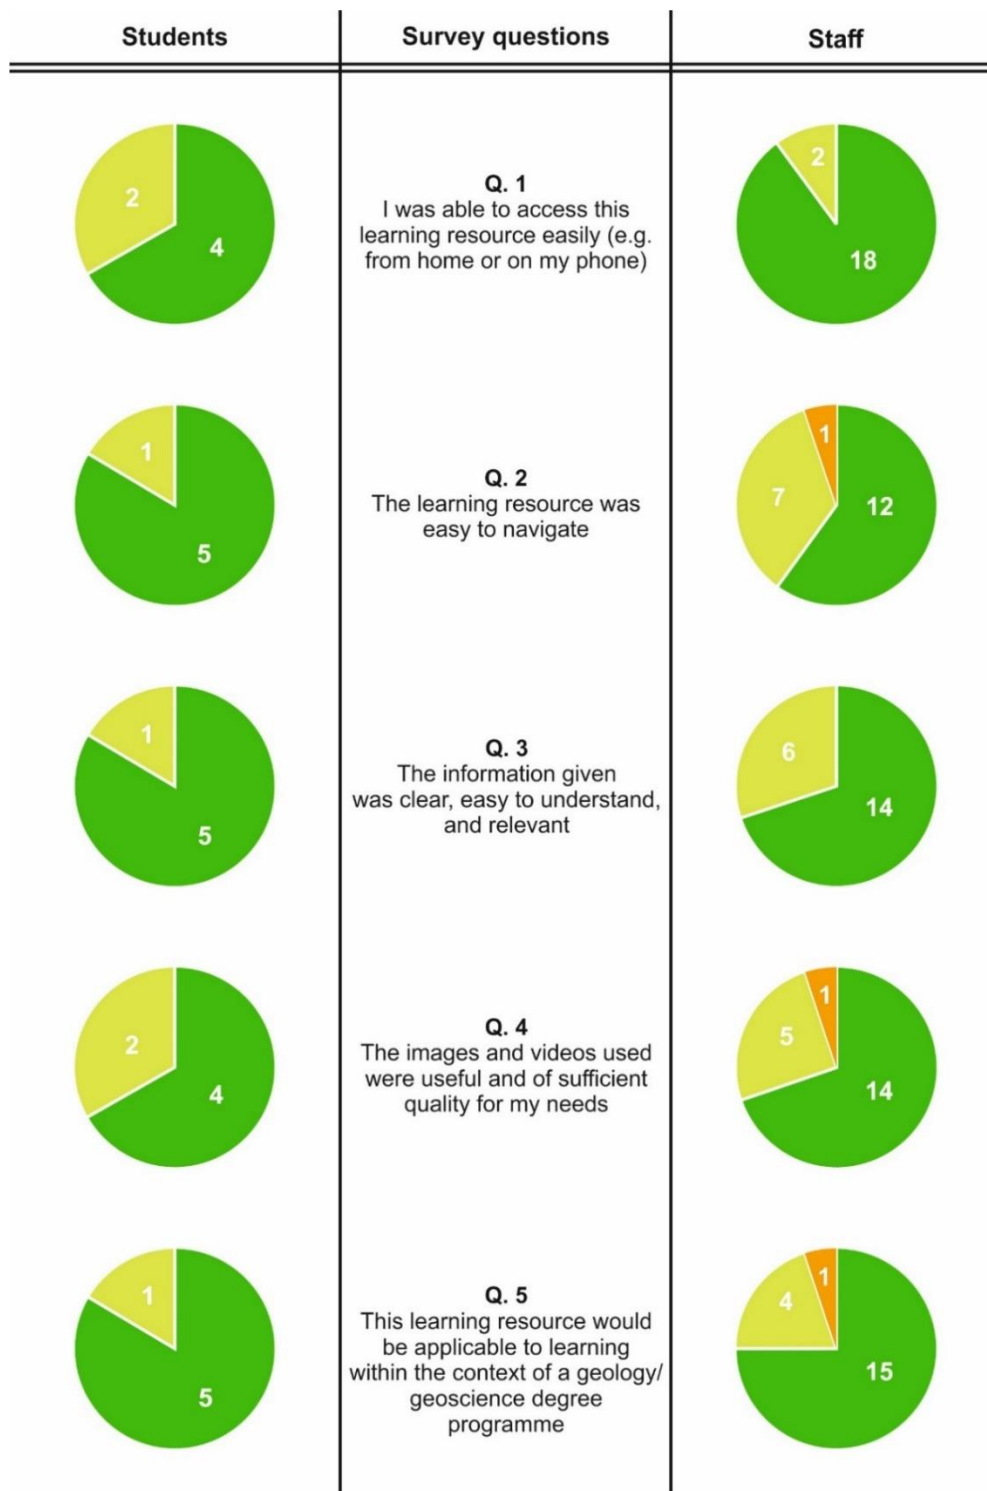 Students
Survey questions
Staff
2
4
Q. 1
I was able to access this
learning resource easily (e.g.
from home or on my phone)
2
18
1
5
Q. 2
The learning resource was
easy to navigate
1
7
12
1
5
Q. 3
The information given
was clear, easy to understand,
and relevant
6
14
2
4
Q. 4
The images and videos used
were useful and of sufficient
quality for my needs
1
5
14
1
5
Q. 5
This learning resource would
be applicable to learning
within the context of a geology/
geoscience degree
programme
1
4
15